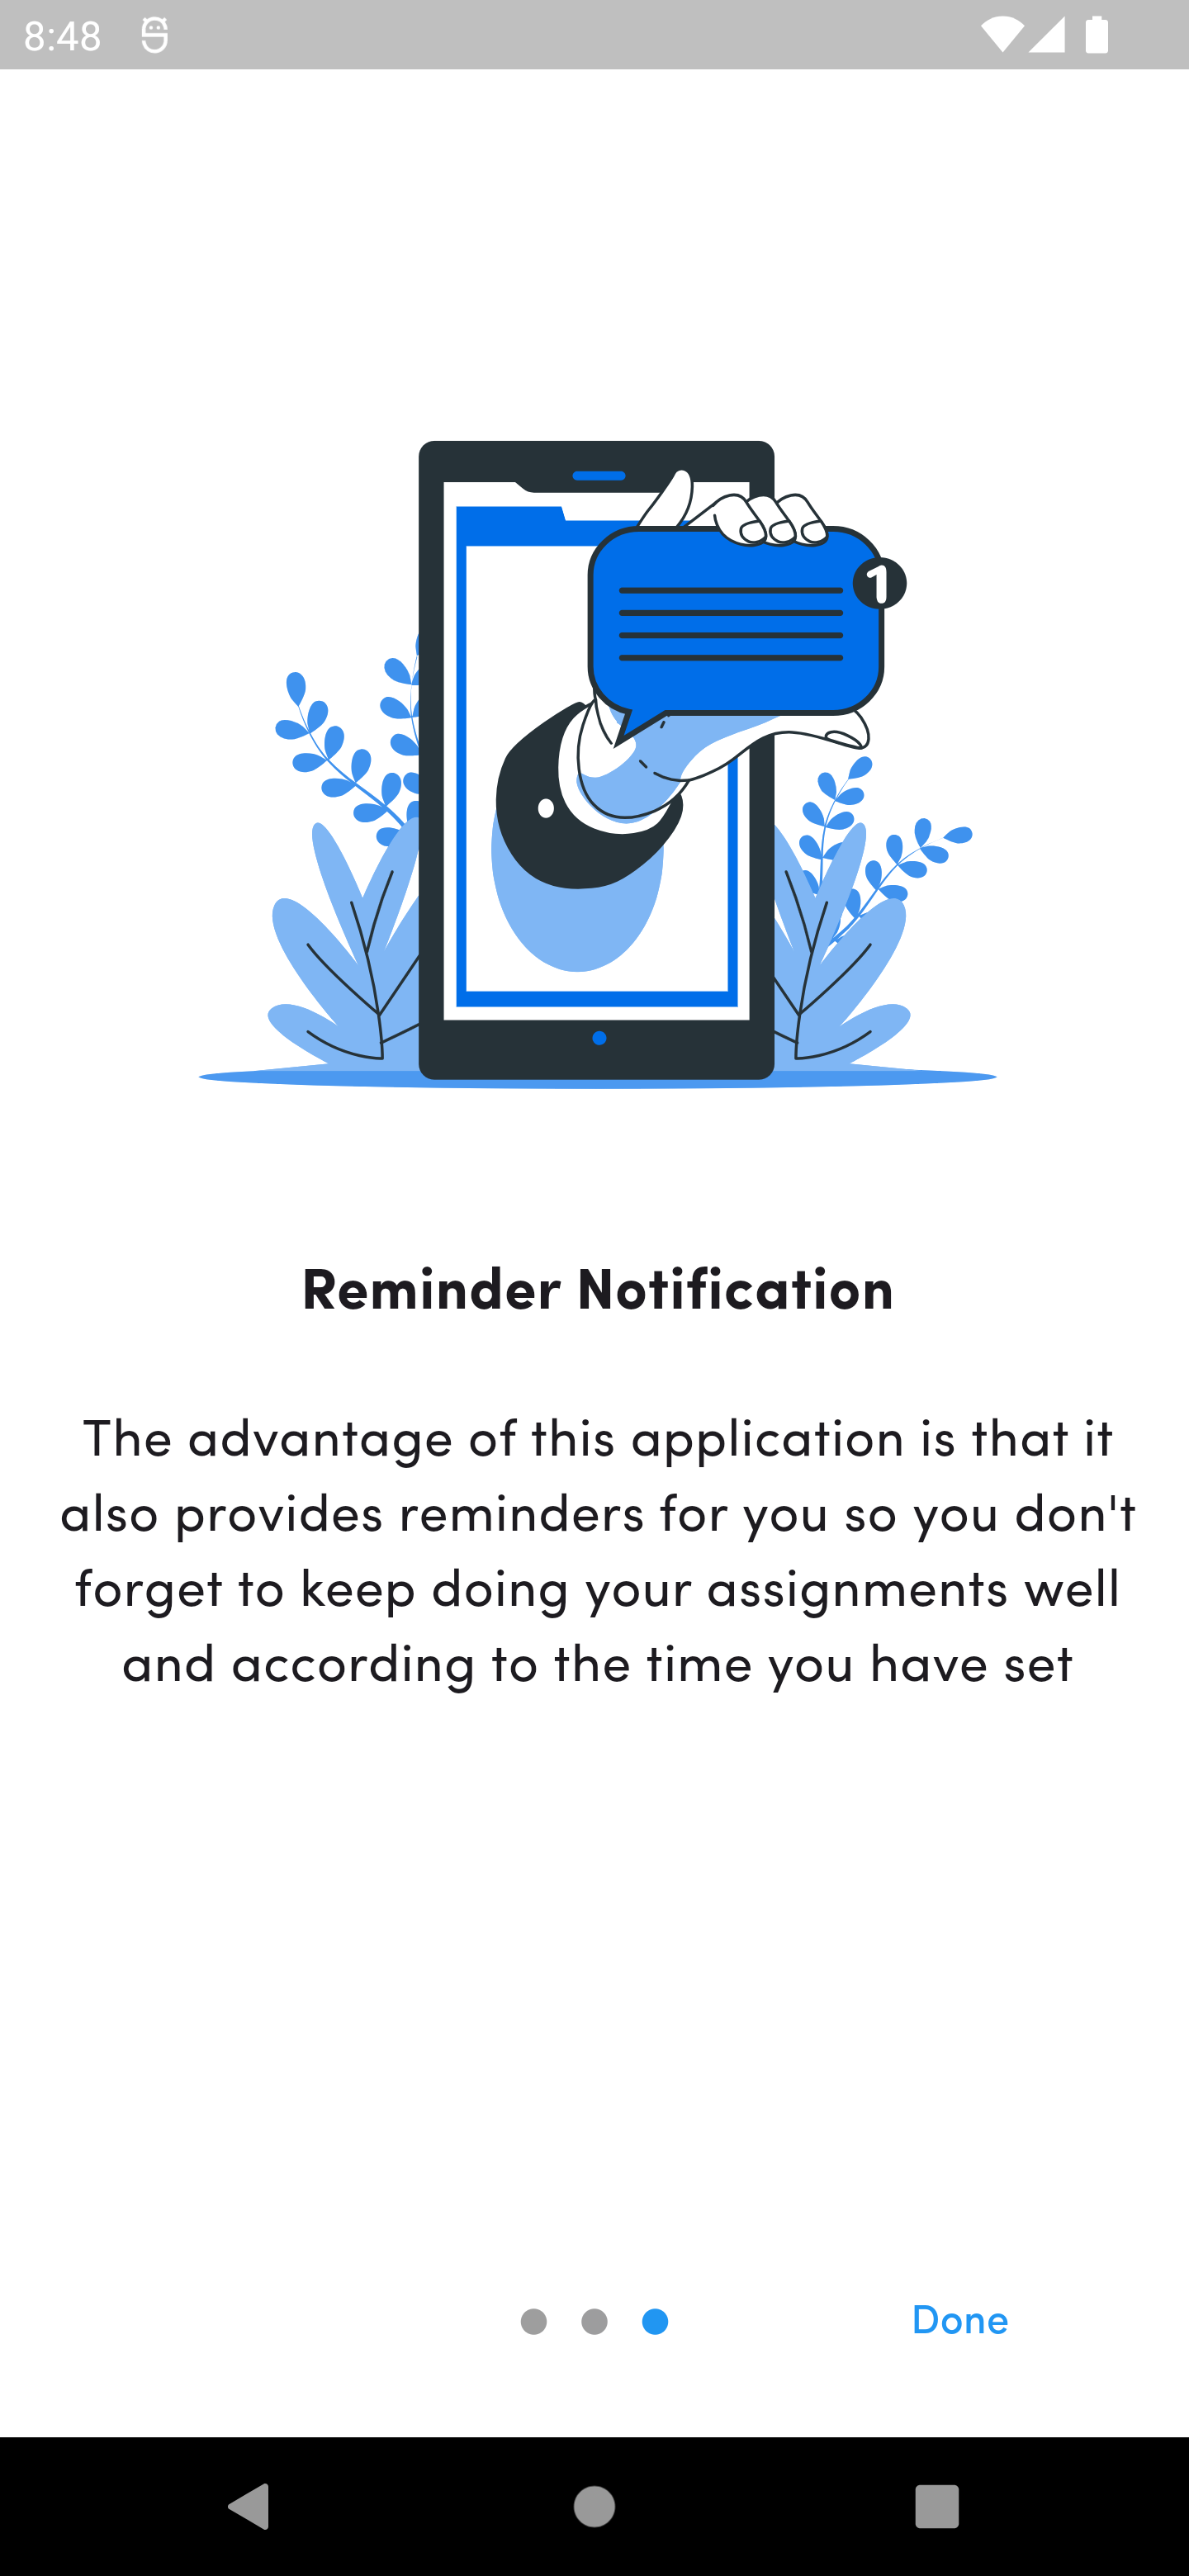 8:48
1
Reminder Notification
The advantage of this application is that it
also provides reminders for you so you don't
forget to keep doing your assignments well
and according to the time you have set
Done